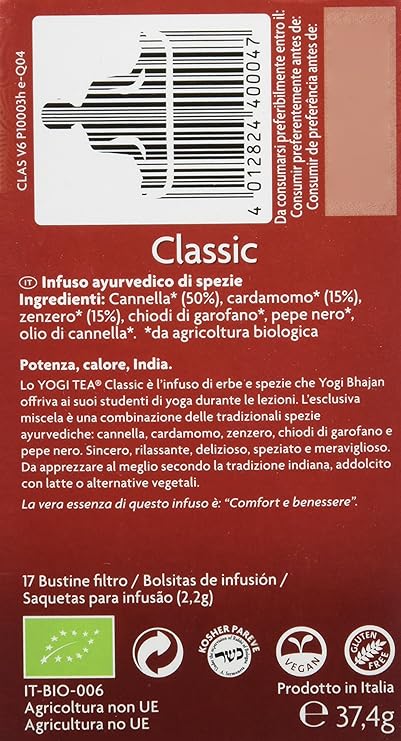 CLAS V6 PI0003h e-Q04
4 012824 400047
Da consumarsi preferibilmente entro il:
Consumir preferentemente antes de:
Consumir de preferência antes de:
Classic
IT Infuso ayurvedico di spezie
Ingredienti: Cannella* (50%), cardamomo* (15%),
zenzero* (15%), chiodi di garofano*, pepe nero*,
olio di cannella*. *da agricoltura biologica
Potenza, calore, India.
Lo YOGI TEA® Classic è l'infuso di erbe e spezie che Yogi Bhajan
offriva ai suoi studenti di yoga durante le lezioni. L'esclusiva
miscela è una combinazione delle tradizionali spezie
ayurvediche: cannella, cardamomo, zenzero, chiodi di garofano e
pepe nero. Sincero, rilassante, delizioso, speziato e meraviglioso.
Da apprezzare al meglio secondo la tradizione indiana, addolcito
con latte o alternative vegetali.
La vera essenza di questo infuso è: "Comfort e benessere".
17 Bustine filtro / Bolsitas de infusión /
Saquetas para infusão (2,2g)
KOSHER PAREVE
כשר
VEGAN
GLUTEN FREE
IT-BIO-006
Agricoltura non UE
Agricultura no UE
Prodotto in Italia
e 37,4g